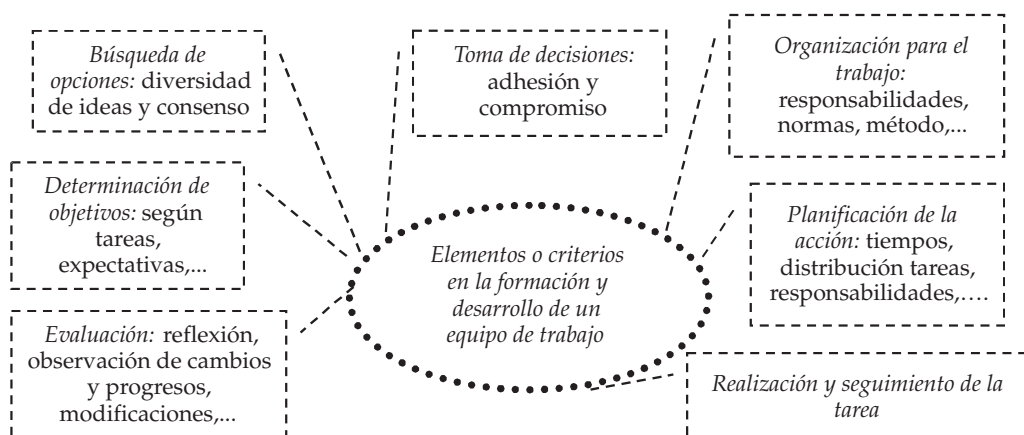 Búsqueda de
opciones: diversidad
de ideas y consenso
Toma de decisiones:
adhesión y
compromiso
Organización para el
trabajo:
responsabilidades,
normas, método,...
Determinación de
objetivos: según
tareas,
expectativas,...
Elementos o criterios
en la formación y
desarrollo de un
equipo de trabajo
Planificación de la
acción: tiempos,
distribución tareas,
responsabilidades,….
Evaluación: reflexión,
observación de cambios
y progresos,
modificaciones,...
Realización y seguimiento de la
tarea